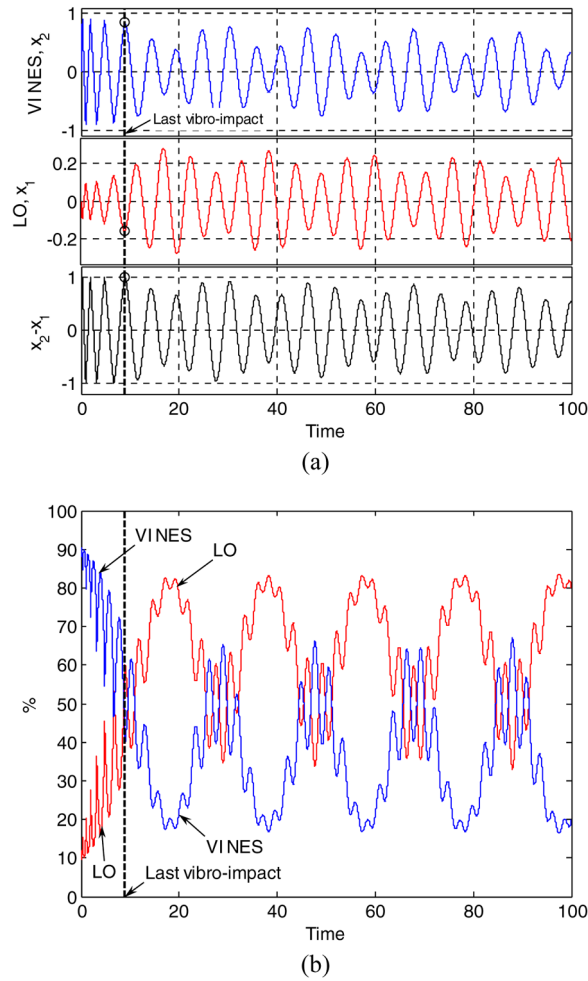 VINES, x2
1
0
-1
Last vibro-impact
LO, x1
0.2
0
-0.2
x2-x1
1
0
-1
0 20 40 60 80 100
Time
(a)
%
100
90
80
70
60
50
40
30
20
10
0
VINES
LO
VINES
LO
Last vibro-impact
0 20 40 60 80 100
Time
(b)